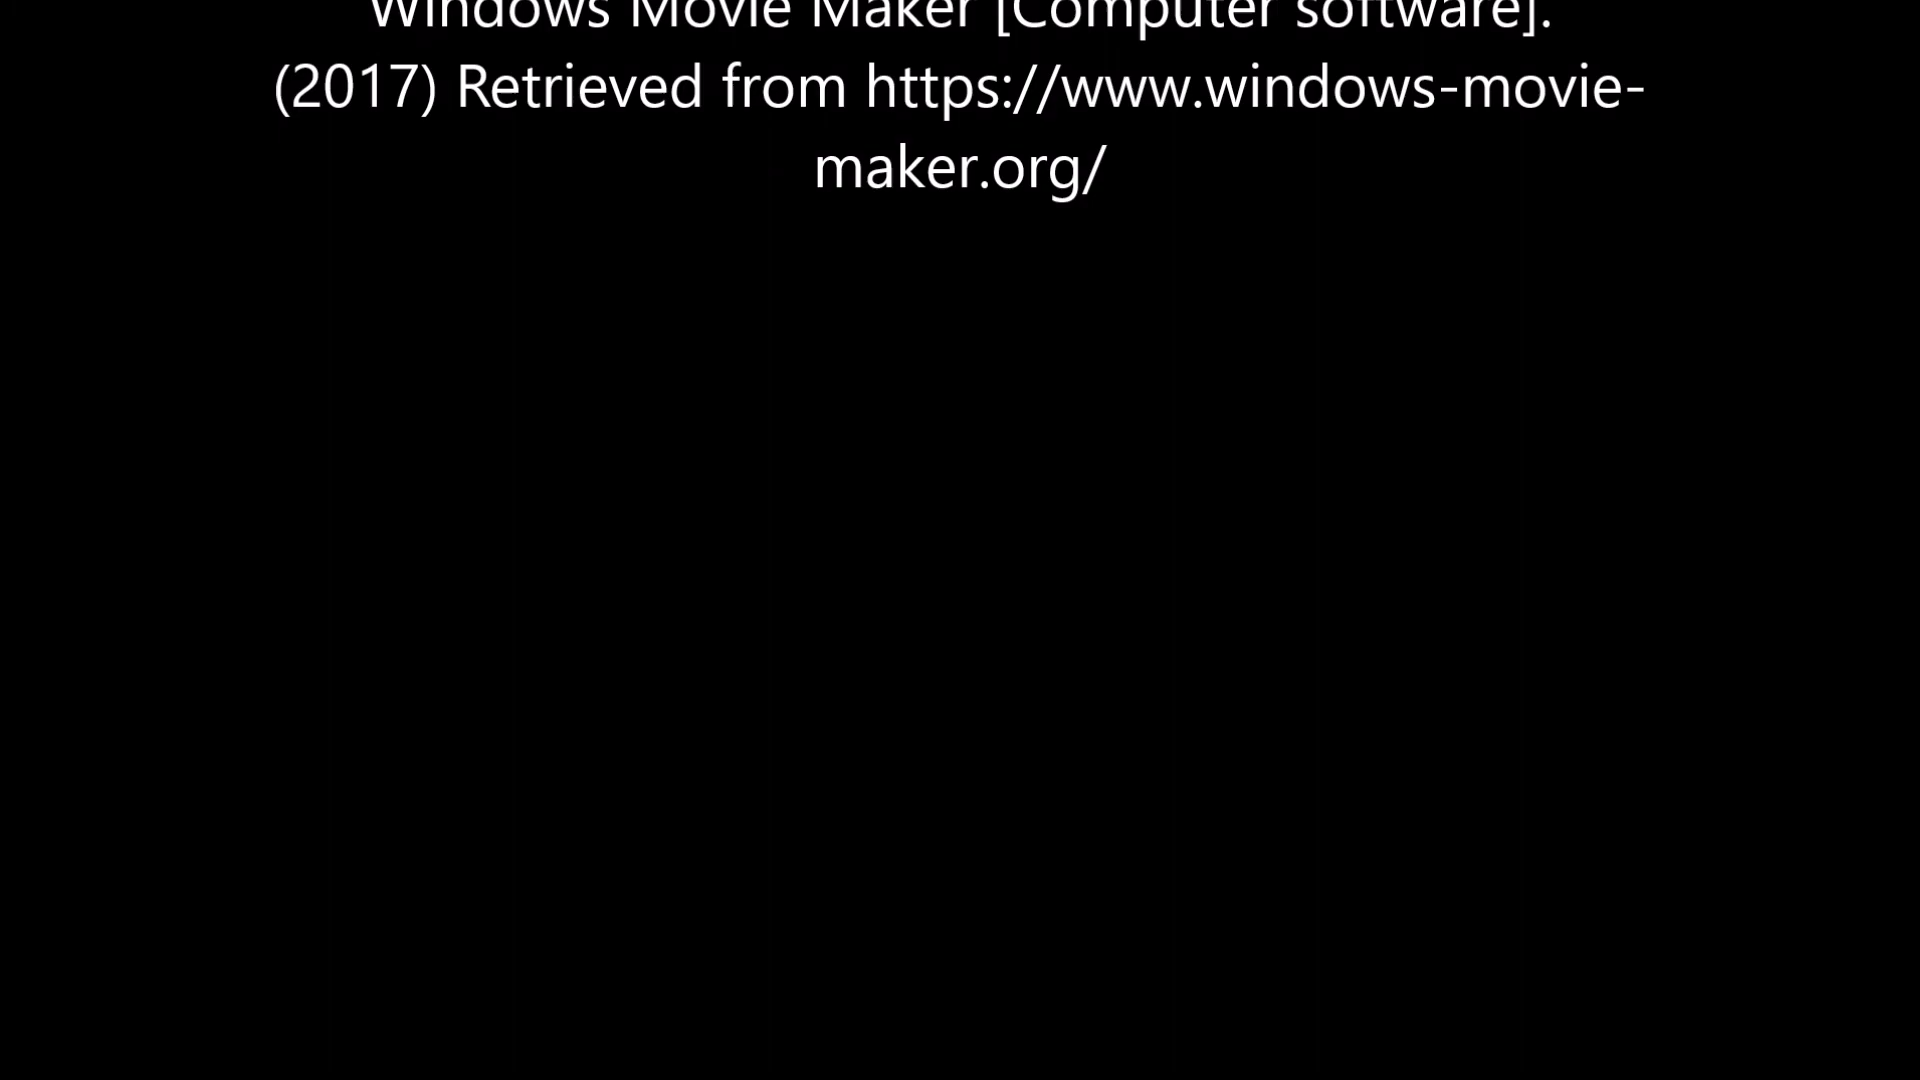 Windows Movie Maker [Computer software].
(2017) Retrieved from https://www.windows-movie-
maker.org/